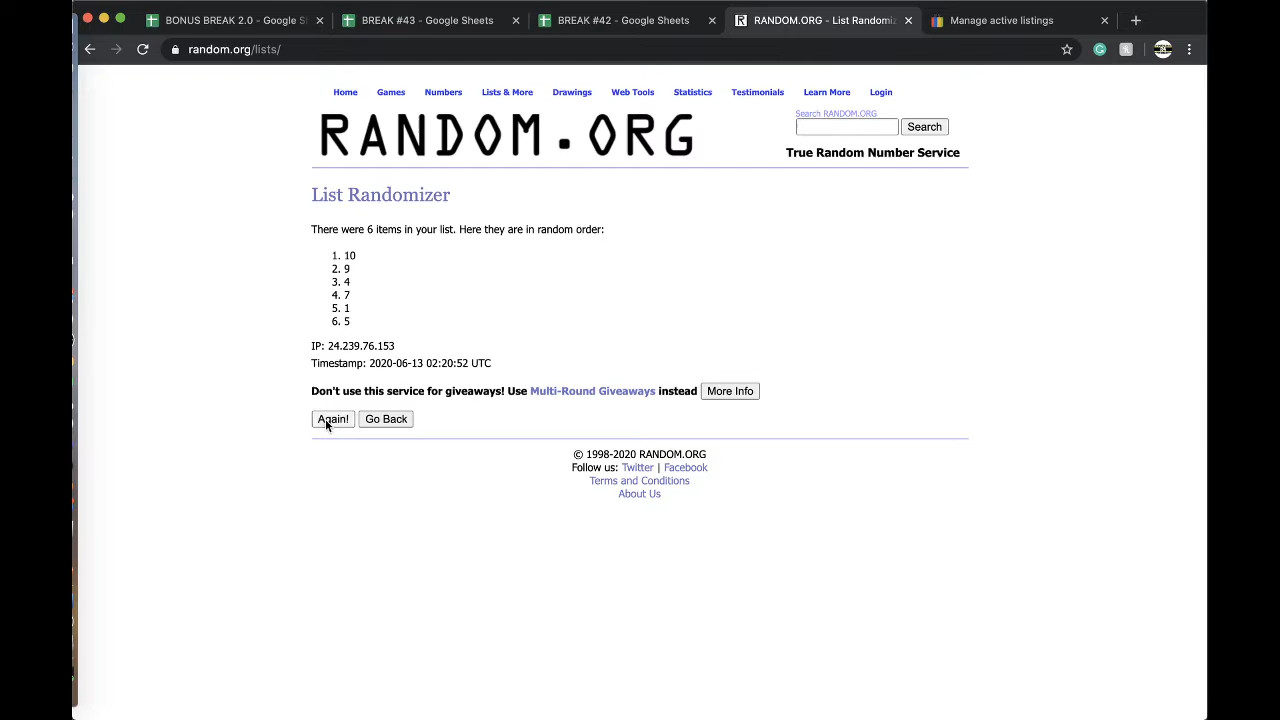 BONUS BREAK 2.0 - Google S
BREAK #43 - Google Sheets
BREAK #42 - Google Sheets
RANDOM.ORG - List Randomiz
Manage active listings
random.org/lists/
Home Games Numbers Lists & More Drawings Web Tools Statistics Testimonials Learn More Login
RANDOM.ORG
Search RANDOM.ORG
Search
True Random Number Service
List Randomizer
There were 6 items in your list. Here they are in random order:
1. 10
2. 9
3. 4
4. 7
5. 1
6. 5
IP: 24.239.76.153
Timestamp: 2020-06-13 02:20:52 UTC
Don't use this service for giveaways! Use Multi-Round Giveaways instead More Info
Again! Go Back
© 1998-2020 RANDOM.ORG
Follow us: Twitter | Facebook
Terms and Conditions
About Us